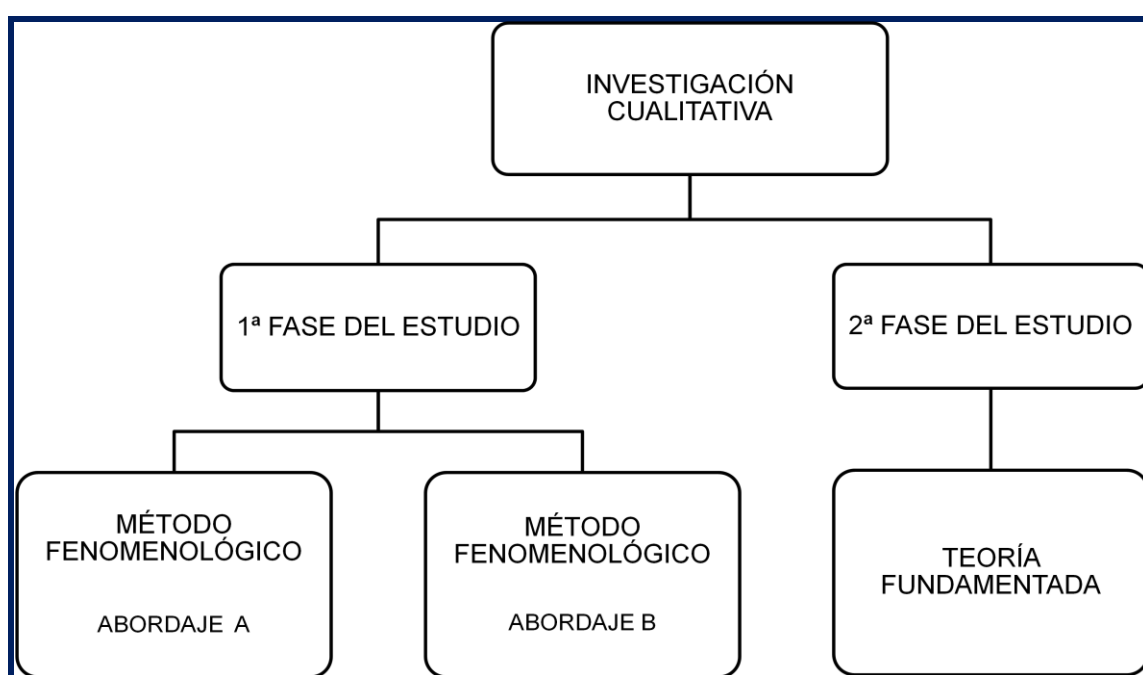 INVESTIGACIÓN
CUALITATIVA
1ª FASE DEL ESTUDIO
2ª FASE DEL ESTUDIO
MÉTODO
FENOMENOLÓGICO
ABORDAJE A
MÉTODO
FENOMENOLÓGICO
ABORDAJE B
TEORÍA
FUNDAMENTADA